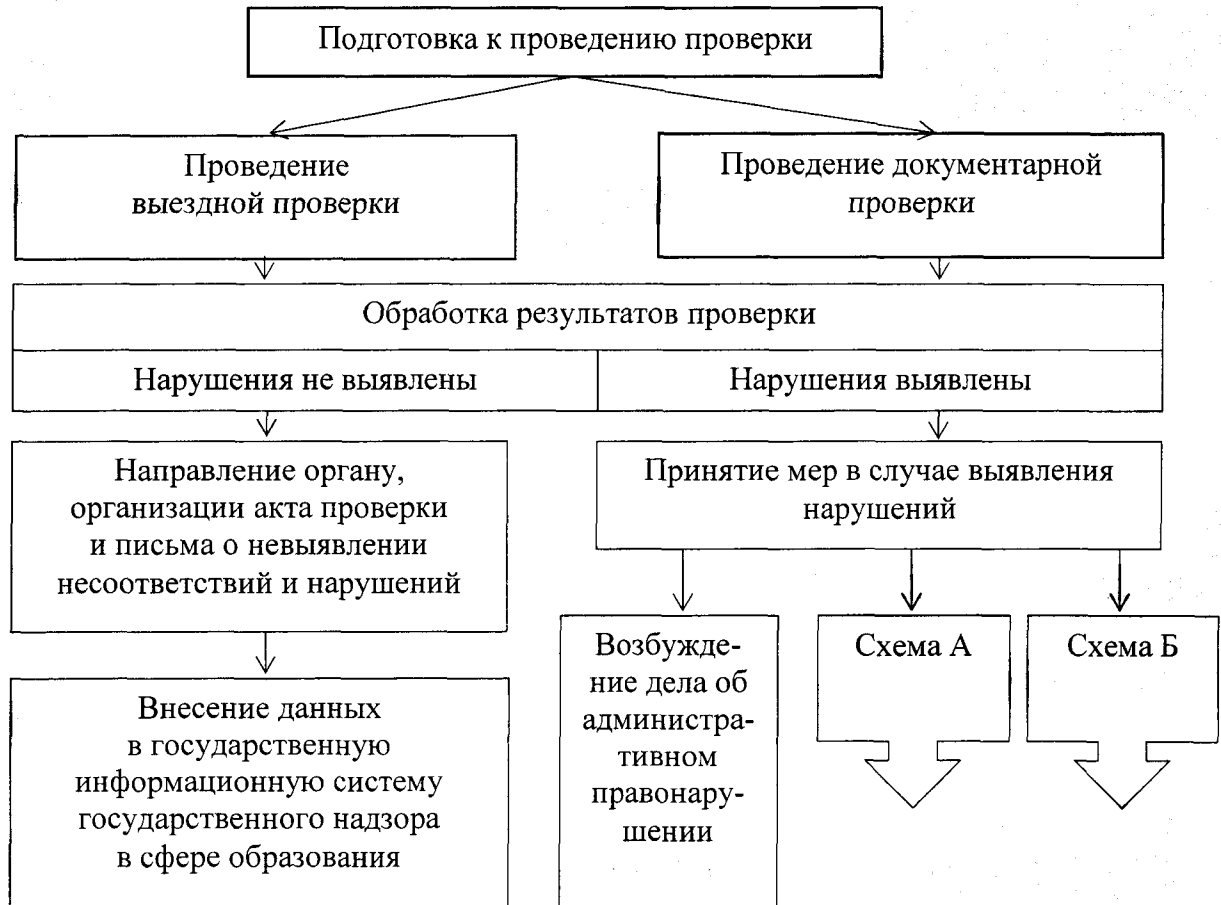 Подготовка к проведению проверки
Проведение
выездной проверки
Проведение документарной
проверки
Обработка результатов проверки
Нарушения не выявлены
Нарушения выявлены
Направление органу,
организации акта проверки
и письма о невыявлении
несоответствий и нарушений
Принятие мер в случае выявления
нарушений
Внесение данных
в государственную
информационную систему
государственного надзора
в сфере образования
Возбужде-
ние дела об
администра-
тивном
правонару-
шении
Схема А
Схема Б